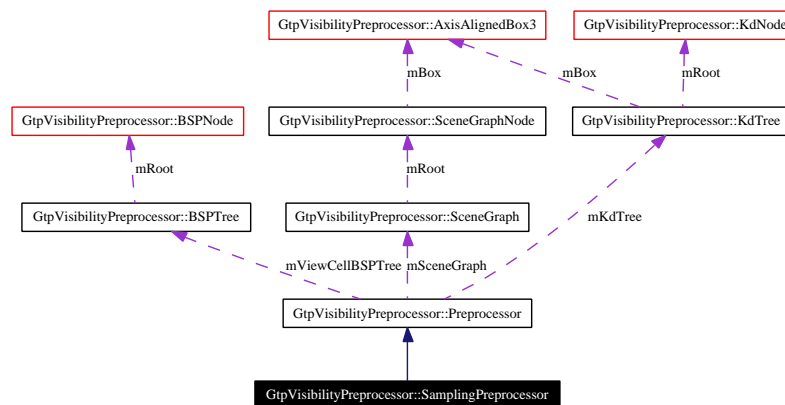 GtpVisibilityPreprocessor::AxisAlignedBox3
GtpVisibilityPreprocessor::KdNode
mBox
mBox
mRoot
GtpVisibilityPreprocessor::BSPNode
GtpVisibilityPreprocessor::SceneGraphNode
GtpVisibilityPreprocessor::KdTree
mRoot
mRoot
GtpVisibilityPreprocessor::BSPTree
GtpVisibilityPreprocessor::SceneGraph
mKdTree
mViewCellBSPTree
mSceneGraph
GtpVisibilityPreprocessor::Preprocessor
GtpVisibilityPreprocessor::SamplingPreprocessor